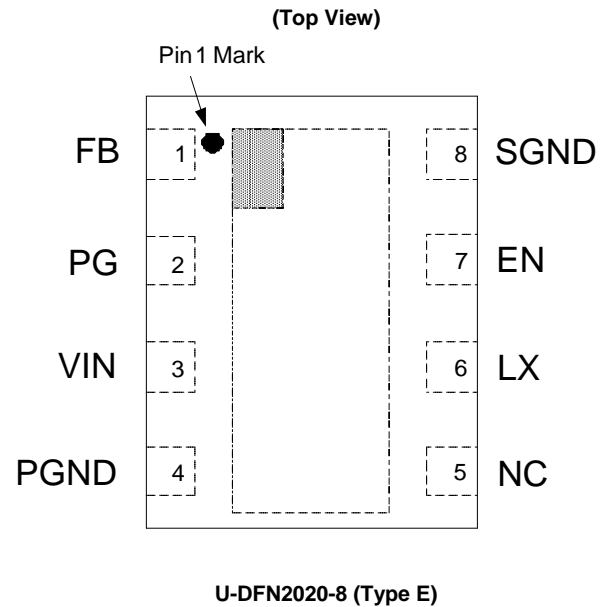 (Top View)
Pin 1 Mark
FB 1 8 SGND
PG 2 7 EN
VIN 3 6 LX
PGND 4 5 NC
U-DFN2020-8 (Type E)